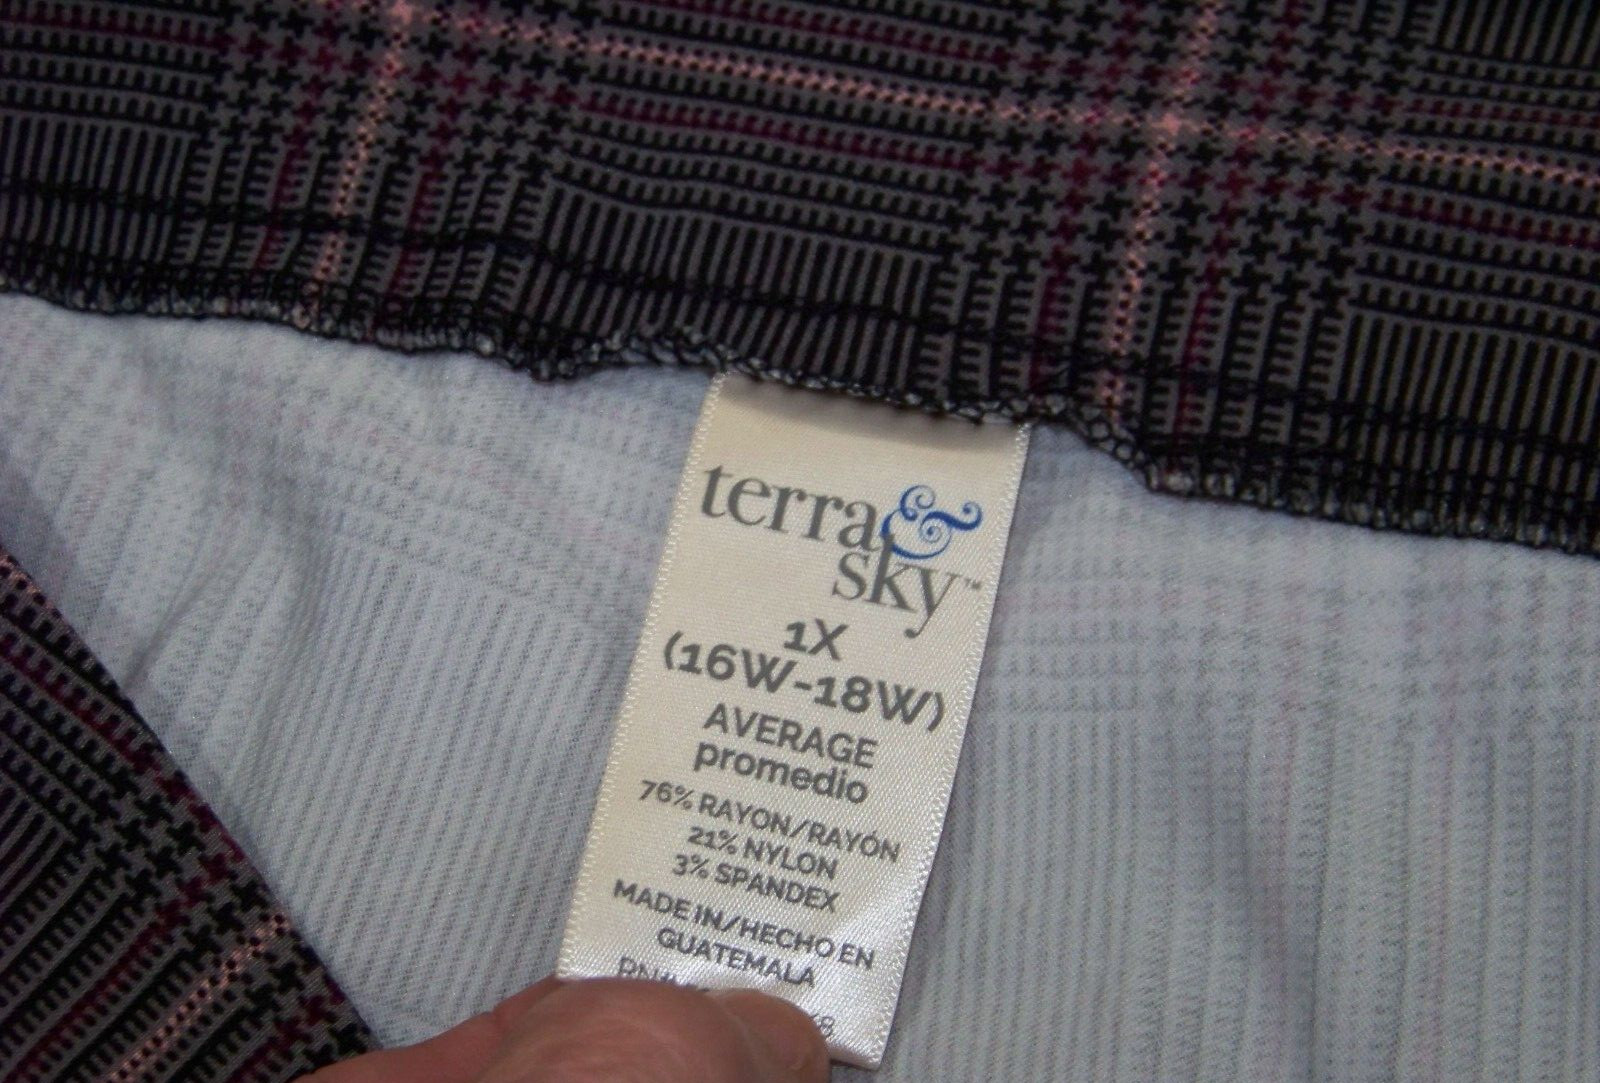 terra &
sky™
1X
(16W-18W)
AVERAGE
promedio
76% RAYON/RAYÓN
21% NYLON
3% SPANDEX
MADE IN/HECHO EN
GUATEMALA